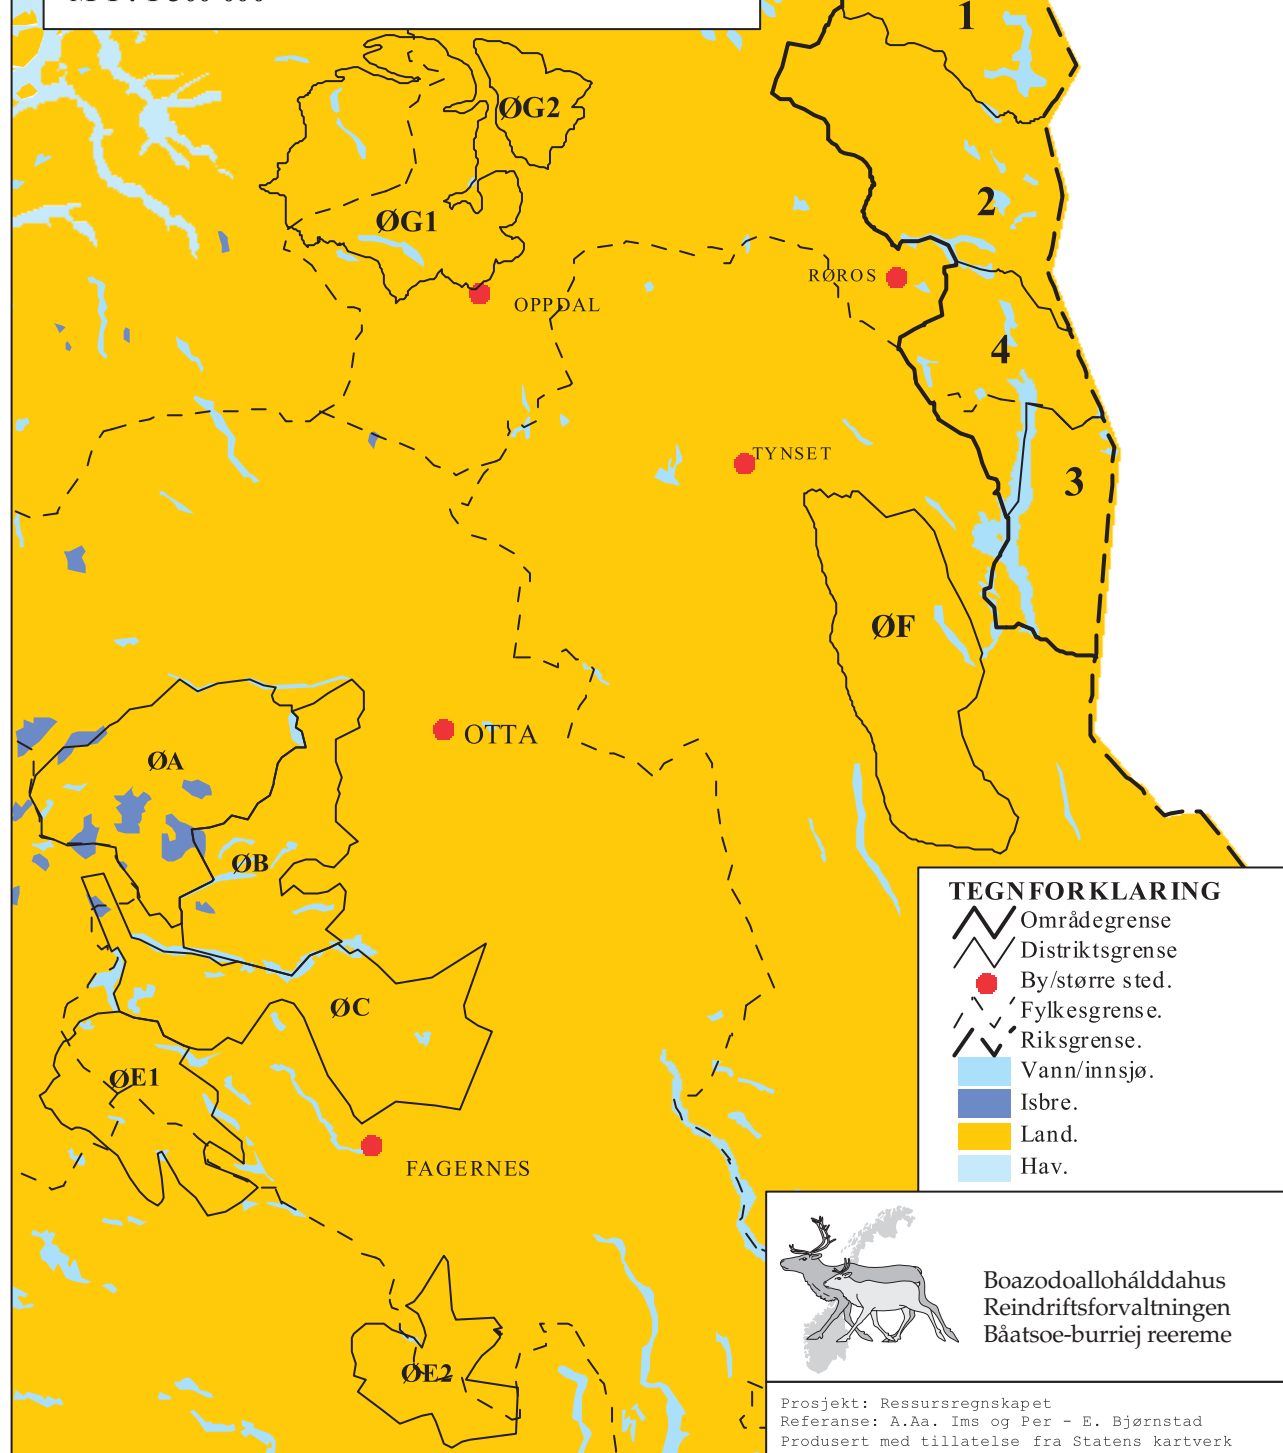 1
ØG2
2
ØG1
RØROS
OPPDAL
4
TYNSET
3
ØF
OTTA
ØA
ØB
ØC
ØE1
FAGERNES
ØE2
TEGNFORKLARING
Områdegrense
Distriktsgrense
By/større sted.
Fylkesgrense.
Riksgrense.
Vann/innsjø.
Isbre.
Land.
Hav.
Boazodoallohálddahus
Reindriftsforvaltningen
Båatsoe-burriej reereme
Prosjekt: Ressursregnskapet
Referanse: A.Aa. Ims og Per - E. Bjørnstad
Produsert med tillatelse fra Statens kartverk